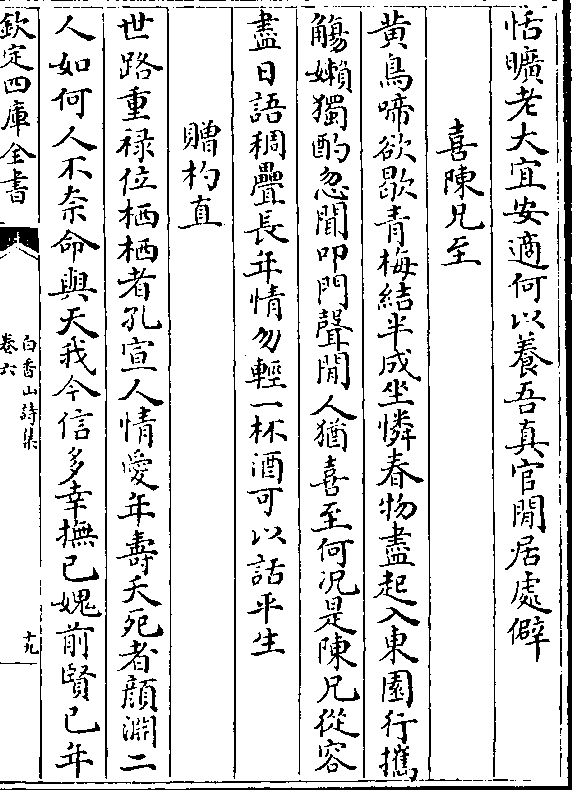 恬曠老大宜安適何以養吾真官閒居處僻
喜陳兄至
黄鳥啼欲歇青梅結半成坐憐春物盡起入東園行攜
觴嬾獨酌忽聞叩門聲閒人猶喜至何況是陳兄從容
盡日語稠疊長年情勿輕一杯酒可以話平生
贈杓直
世路重禄位栖栖者孔宣人情愛年壽夭死者顔淵二
人如何人不奈命與天我今信多幸撫已媿前賢已年
欽定四庫全書
白香山詩集
卷六
十九